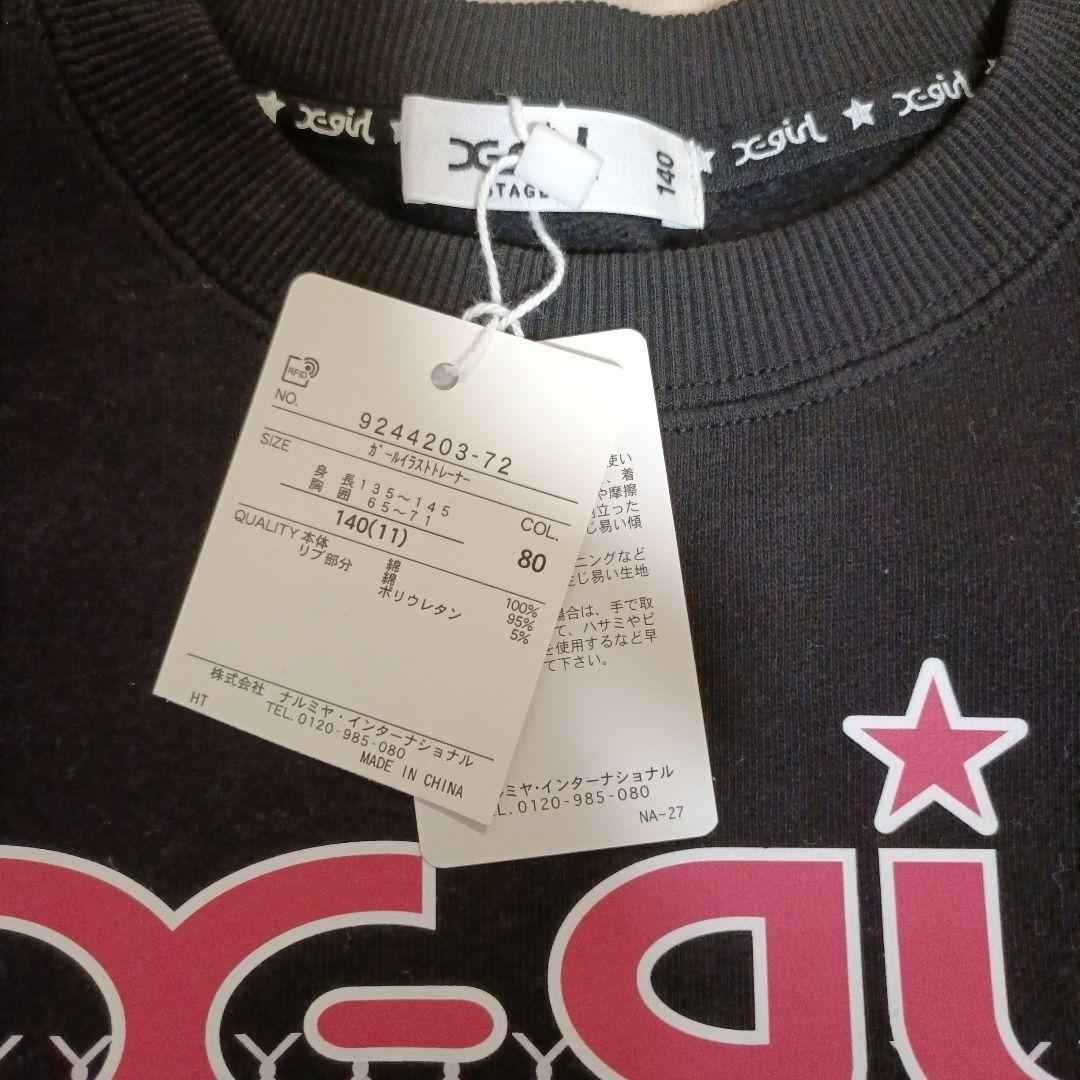 X-girl
X-girl
X-girl
STAGE
140
RFID
NO.
9244203-72
ガールイラストトレーナー
SIZE
身長 135～145
胸囲 65～71
140(11)
COL.
80
QUALITY 本体 綿 100%
リブ部分 綿 95%
ポリウレタン 5%
株式会社 ナルミヤ・インターナショナル
TEL.0120-985-080
HT
MADE IN CHINA
使い
、着
や摩擦
立った
じ易い傾
ニングなど
じ易い生地
場合は、手で取
て、ハサミやピ
を使用するなど早
て下さい。
ルミヤ・インターナショナル
L.0120-985-080
NA-27
X-gi